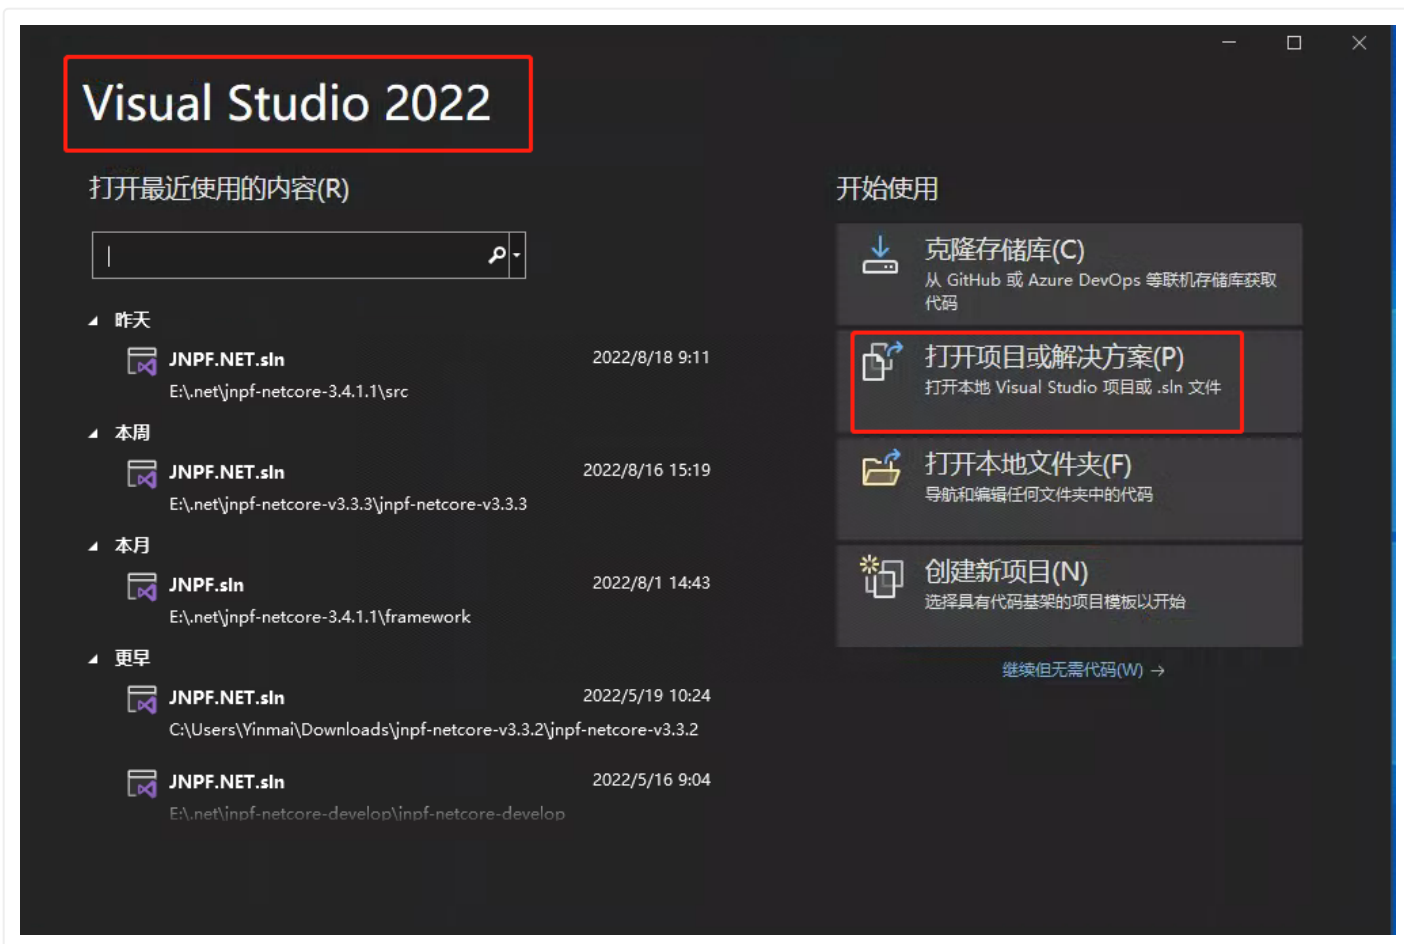 Visual Studio 2022
打开最近使用的内容(R)
昨天
JNPF.NET.sln
2022/8/18 9:11
E:\.net\jnpf-netcore-3.4.1.1\src
本周
JNPF.NET.sln
2022/8/16 15:19
E:\.net\jnpf-netcore-v3.3.3\jnpf-netcore-v3.3.3
本月
JNPF.sln
2022/8/1 14:43
E:\.net\jnpf-netcore-3.4.1.1\framework
更早
JNPF.NET.sln
2022/5/19 10:24
C:\Users\Yinmai\Downloads\jnpf-netcore-v3.3.2\jnpf-netcore-v3.3.2
JNPF.NET.sln
2022/5/16 9:04
E:\.net\jnpf-netcore-develop\jnpf-netcore-develop
开始使用
克隆存储库(C)
从 GitHub 或 Azure DevOps 等联机存储库获取
代码
打开项目或解决方案(P)
打开本地 Visual Studio 项目或 .sln 文件
打开本地文件夹(F)
导航和编辑任何文件夹中的代码
创建新项目(N)
选择具有代码基架的项目模板以开始
继续但无需代码(W) →